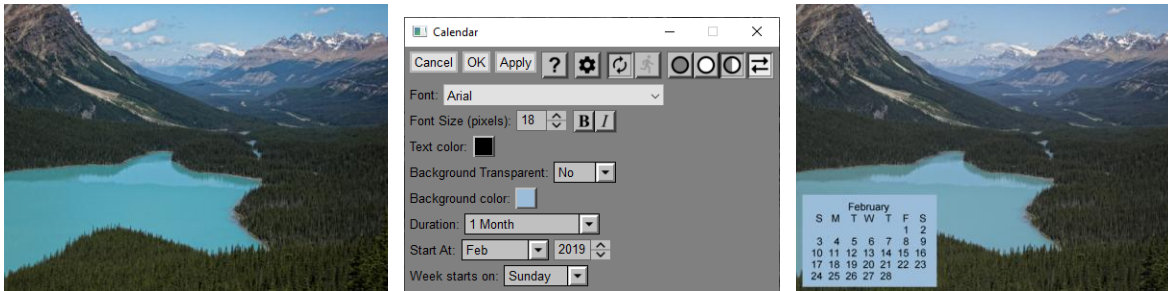 Calendar
Cancel OK Apply ?
Font: Arial
Font Size (pixels): 18 B I
Text color:
Background Transparent: No
Background color:
Duration: 1 Month
Start At: Feb 2019
Week starts on: Sunday
February
S M T W T F S
1 2
3 4 5 6 7 8 9
10 11 12 13 14 15 16
17 18 19 20 21 22 23
24 25 26 27 28